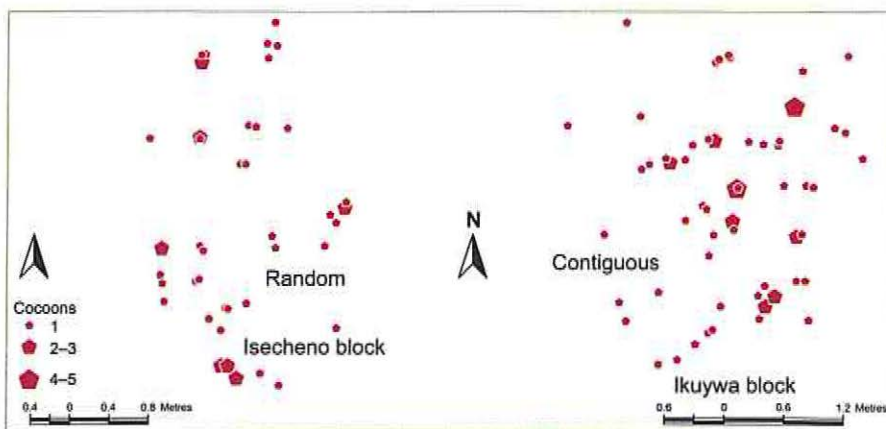 N
Random
Contiguous
Cocoons
1
2–3
4–5
Isecheno block
Ikuywa block
0.4 0 0.4 0.8 Metres
0.6 0 0.6 1.2 Metres